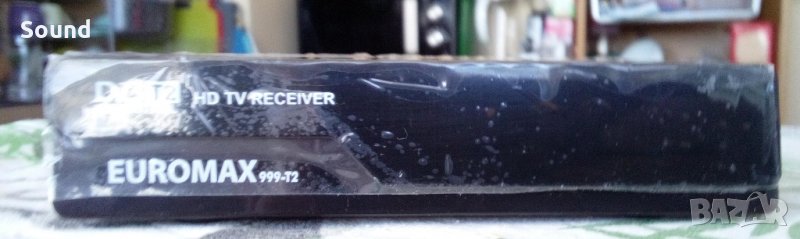 Sound
HD TV RECEIVER
EUROMAX 999-T2
BAZAR